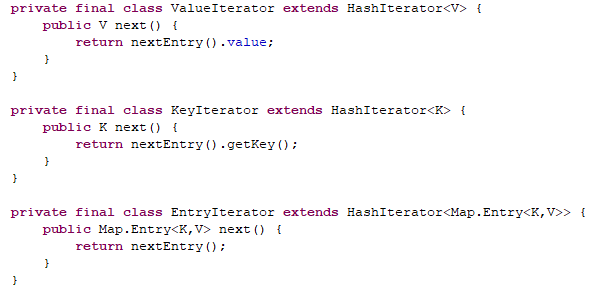 private final class ValueIterator extends HashIterator<V> {
    public V next() {
        return nextEntry().value;
    }
}

private final class KeyIterator extends HashIterator<K> {
    public K next() {
        return nextEntry().getKey();
    }
}

private final class EntryIterator extends HashIterator<Map.Entry<K,V>> {
    public Map.Entry<K,V> next() {
        return nextEntry();
    }
}